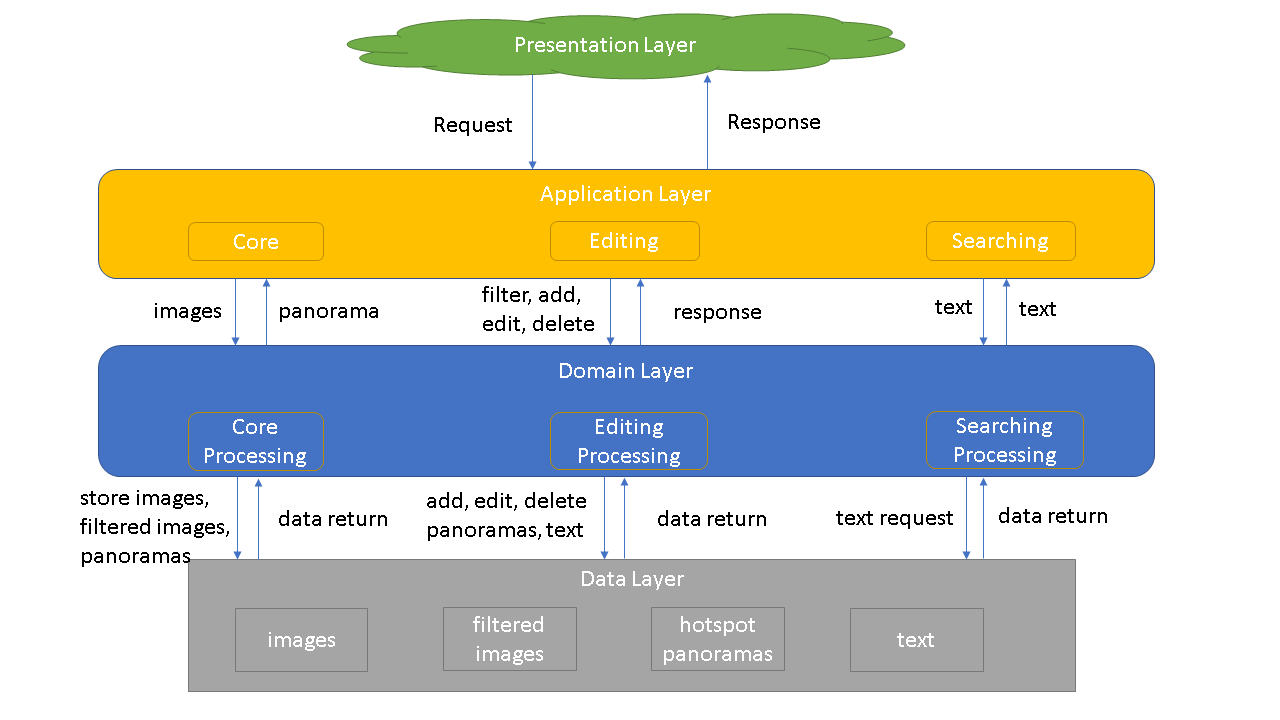 Presentation Layer
Request
Response
Application Layer
Core
Editing
Searching
images
panorama
filter, add,
edit, delete
response
text
text
Domain Layer
Core
Processing
Editing
Processing
Searching
Processing
store images,
filtered images,
panoramas
data return
add, edit, delete
panoramas, text
data return
text request
data return
Data Layer
images
filtered
images
hotspot
panoramas
text